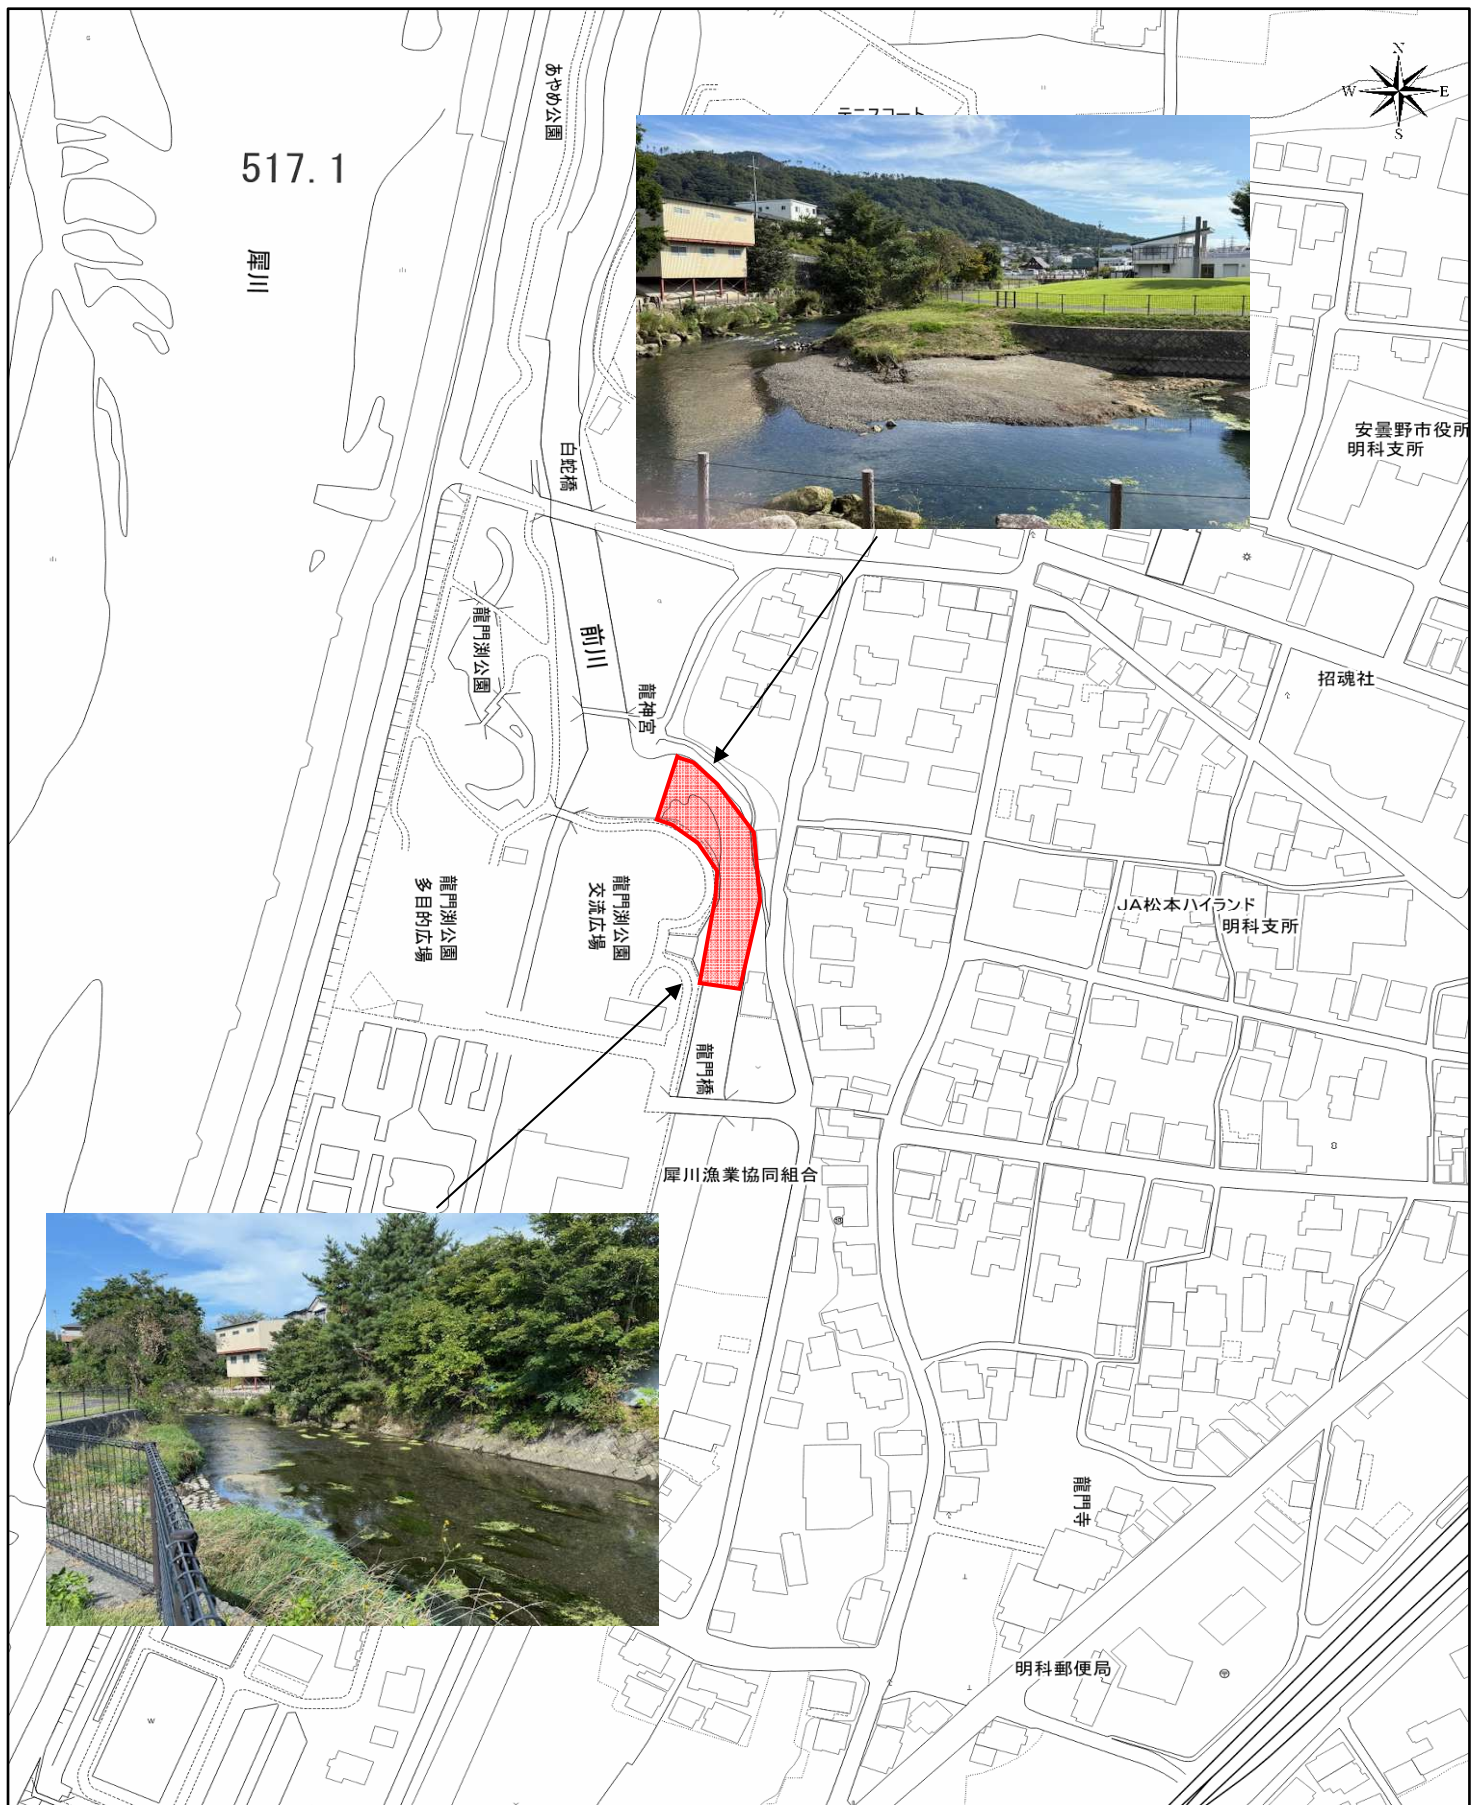 N
W
E
S
あやめ公園
テニスコート
517.1
犀川
白蛇橋
安曇野市役所
明科支所
龍門渕公園
前川
龍神宮
招魂社
JA松本ハイランド
明科支所
龍門渕公園
多目的広場
龍門渕公園
交流広場
龍門橋
犀川漁業協同組合
龍門寺
明科郵便局